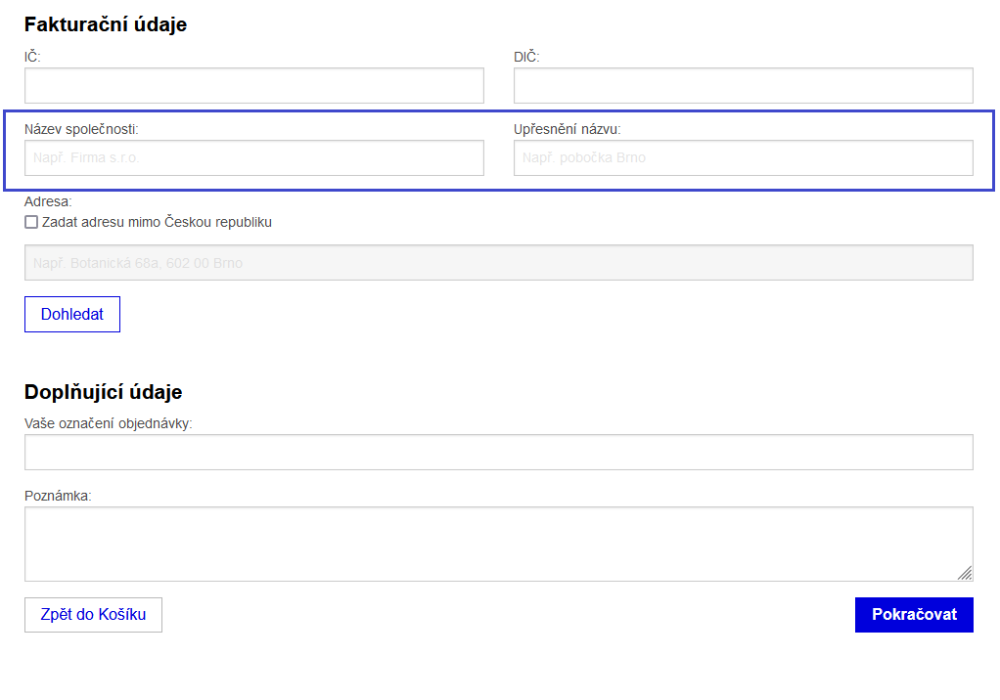 Fakturační údaje
IČ:
DIČ:
Název společnosti:
Upřesnění názvu:
Např. Firma s.r.o.
Např. pobočka Brno
Adresa:
Zadat adresu mimo Českou republiku
Např. Botanická 68a, 602 00 Brno
Dohledat
Doplňující údaje
Vaše označení objednávky:
Poznámka:
Zpět do Košíku
Pokračovat